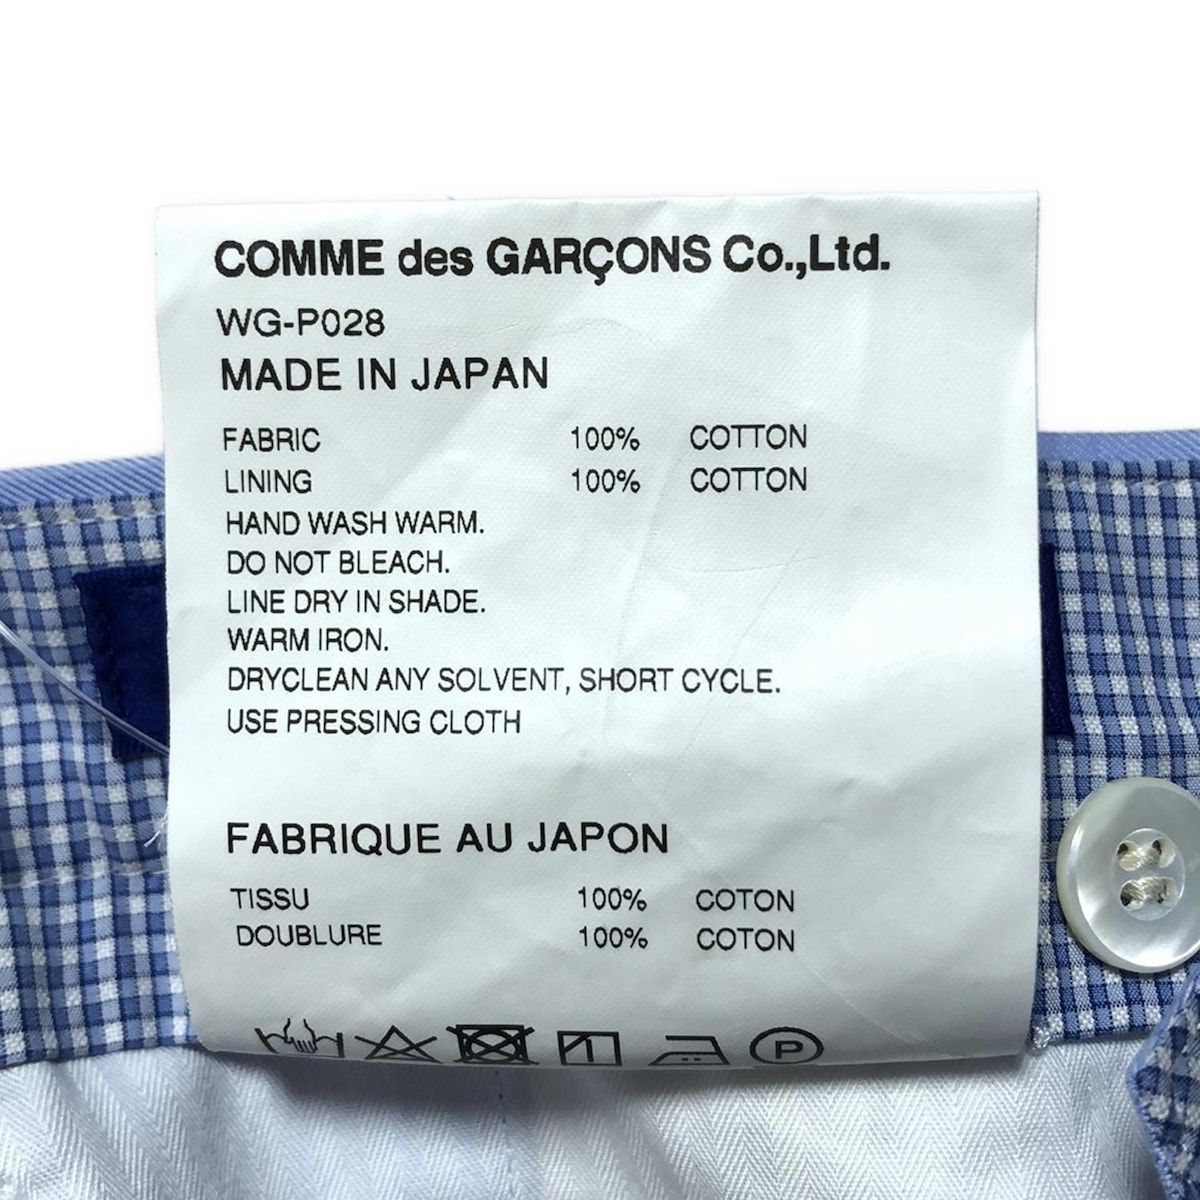 COMME des GARÇONS Co.,Ltd.
WG-P028
MADE IN JAPAN
FABRIC 100% COTTON
LINING 100% COTTON
HAND WASH WARM.
DO NOT BLEACH.
LINE DRY IN SHADE.
WARM IRON.
DRYCLEAN ANY SOLVENT, SHORT CYCLE.
USE PRESSING CLOTH
FABRIQUE AU JAPON
TISSU 100% COTON
DOUBLURE 100% COTON
P